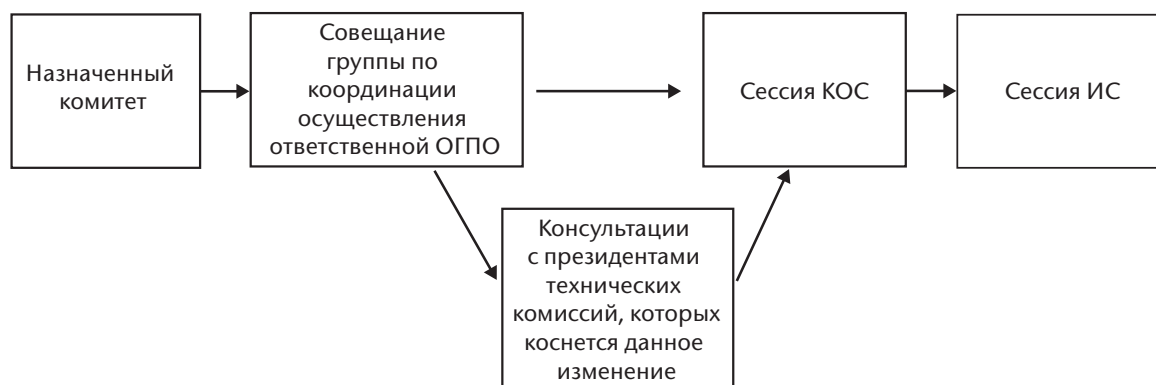 Назначенный
комитет
Совещание
группы по
координации
осуществления
ответственной ОГПО
Сессия КОС
Сессия ИС
Консультации
с президентами
технических
комиссий, которых
коснется данное
изменение